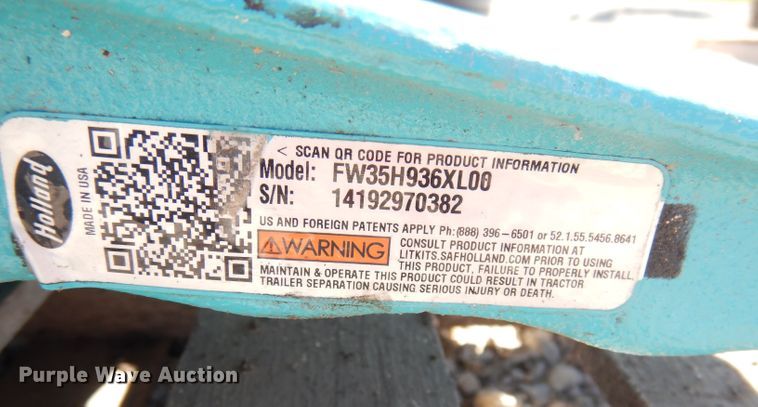 Holland
MADE IN USA
< SCAN QR CODE FOR PRODUCT INFORMATION
Model: FW35H936XL00
S/N: 14192970382
US AND FOREIGN PATENTS APPLY Ph:(888) 396-6501 or 52.1.55.5456.8641
WARNING
CONSULT PRODUCT INFORMATION AT
LITKITS.SAFHOLLAND.COM PRIOR TO USING
THIS PRODUCT, FAILURE TO PROPERLY INSTALL,
MAINTAIN & OPERATE THIS PRODUCT COULD RESULT IN TRACTOR
TRAILER SEPARATION CAUSING SERIOUS INJURY OR DEATH.
Purple Wave Auction